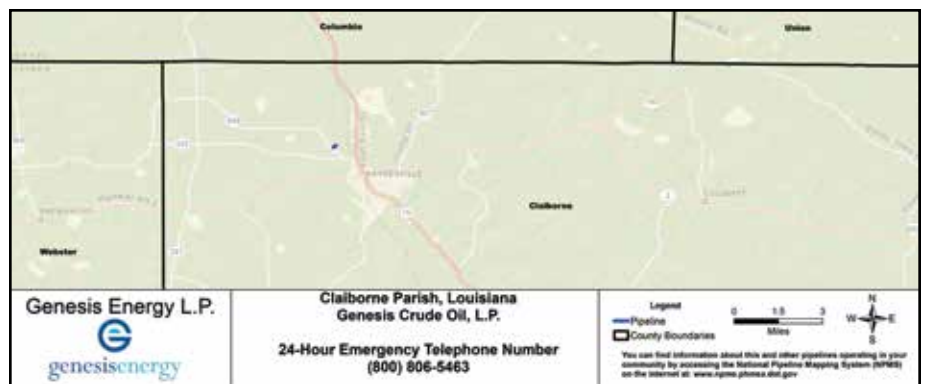 Columbia
Union
Claiborne
Webster
Genesis Energy L.P.
genesisenergy
Claiborne Parish, Louisiana
Genesis Crude Oil, L.P.
24-Hour Emergency Telephone Number
(800) 806-5463
Legend
Pipeline
County Boundaries
0 1.5 3
Miles
N
W E
S
You can find information about this and other pipelines operating in your
community by accessing the National Pipeline Mapping System (NPMS)
on the Internet at: www.npms.phmsa.dot.gov